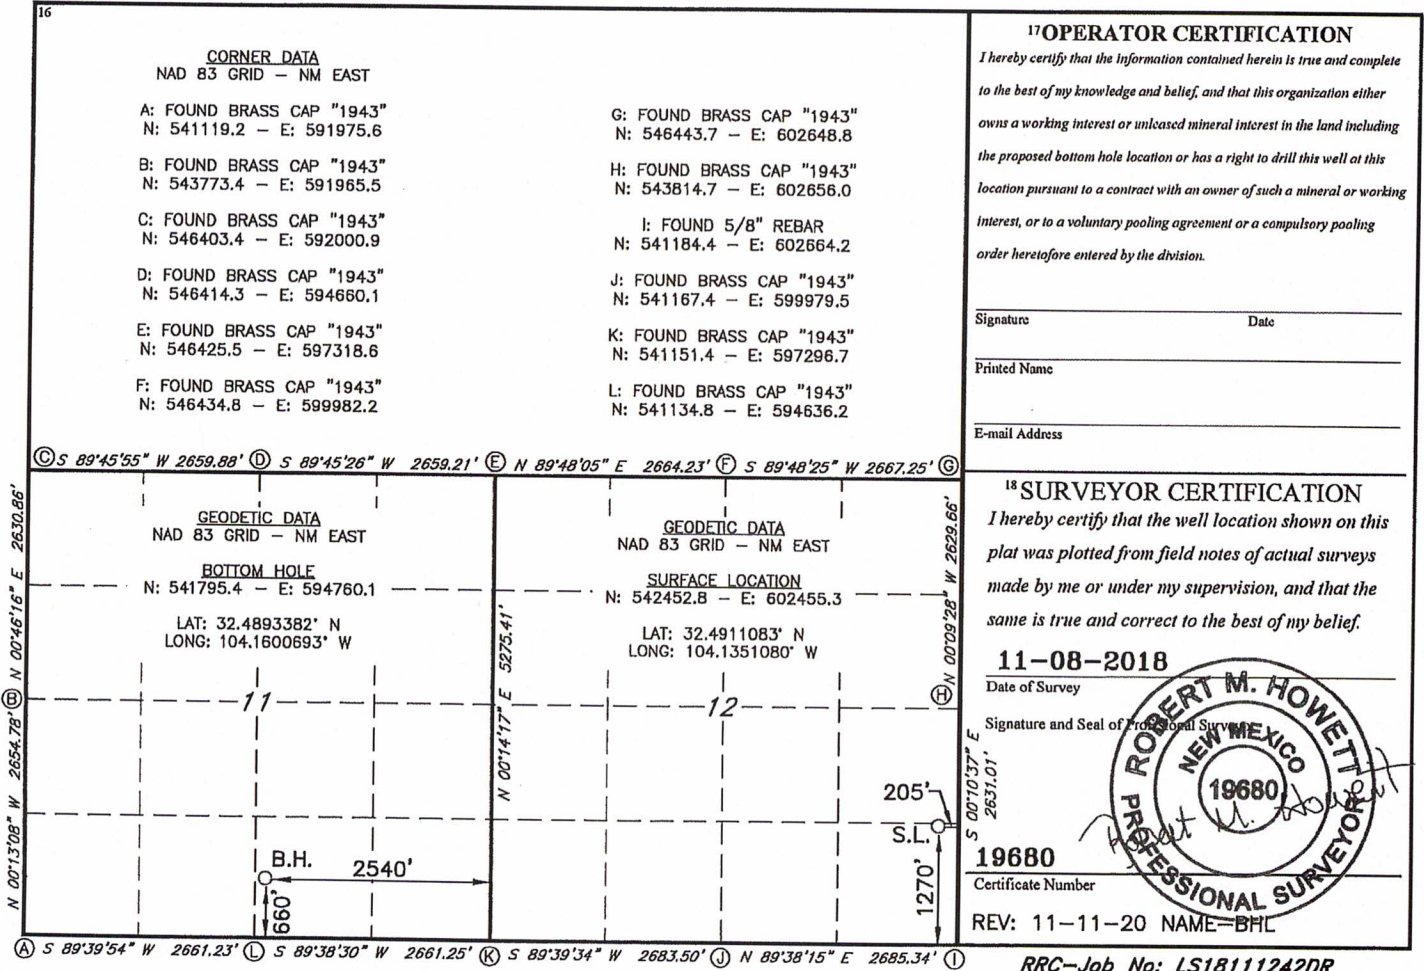 16
CORNER DATA
NAD 83 GRID – NM EAST
A: FOUND BRASS CAP "1943"
N: 541119.2 – E: 591975.6
B: FOUND BRASS CAP "1943"
N: 543773.4 – E: 591965.5
C: FOUND BRASS CAP "1943"
N: 546403.4 – E: 592000.9
D: FOUND BRASS CAP "1943"
N: 546414.3 – E: 594660.1
E: FOUND BRASS CAP "1943"
N: 546425.5 – E: 597318.6
F: FOUND BRASS CAP "1943"
N: 546434.8 – E: 599982.2
G: FOUND BRASS CAP "1943"
N: 546443.7 – E: 602648.8
H: FOUND BRASS CAP "1943"
N: 543814.7 – E: 602656.0
I: FOUND 5/8" REBAR
N: 541184.4 – E: 602664.2
J: FOUND BRASS CAP "1943"
N: 541167.4 – E: 599979.5
K: FOUND BRASS CAP "1943"
N: 541151.4 – E: 597296.7
L: FOUND BRASS CAP "1943"
N: 541134.8 – E: 594636.2
C S 89°45'55" W 2659.88' D S 89°45'26" W 2659.21' E N 89°48'05" E 2664.23' F S 89°48'25" W 2667.25' G
N 00°46'16" E 2630.86'
B
N 00°13'08" W 2654.78'
GEODETIC DATA
NAD 83 GRID – NM EAST
BOTTOM HOLE
N: 541795.4 – E: 594760.1
LAT: 32.4893382° N
LONG: 104.1600693° W
11
B.H.
2540'
660'
N 00°14'17" E 5275.41'
GEODETIC DATA
NAD 83 GRID – NM EAST
SURFACE LOCATION
N: 542452.8 – E: 602455.3
LAT: 32.4911083° N
LONG: 104.1351080° W
12
205'
S.L.
1270'
N 00°09'28" W 2629.66'
H
S 00°10'37" E
2631.01'
A S 89°39'54" W 2661.23' L S 89°38'30" W 2661.25' K S 89°39'34" W 2683.50' J N 89°38'15" E 2685.34' I
17 OPERATOR CERTIFICATION
I hereby certify that the information contained herein is true and complete
to the best of my knowledge and belief, and that this organization either
owns a working interest or unleased mineral interest in the land including
the proposed bottom hole location or has a right to drill this well at this
location pursuant to a contract with an owner of such a mineral or working
interest, or to a voluntary pooling agreement or a compulsory pooling
order heretofore entered by the division.
Signature Date
Printed Name
E-mail Address
18 SURVEYOR CERTIFICATION
I hereby certify that the well location shown on this
plat was plotted from field notes of actual surveys
made by me or under my supervision, and that the
same is true and correct to the best of my belief.
11-08-2018
Date of Survey
Signature and Seal of Professional Surveyor
ROBERT M. HOWETT
NEW MEXICO
19680
PROFESSIONAL SURVEYOR
Robert M. Howett
19680
Certificate Number
REV: 11-11-20 NAME-BHL
RRC-Job No: LS18111242DR